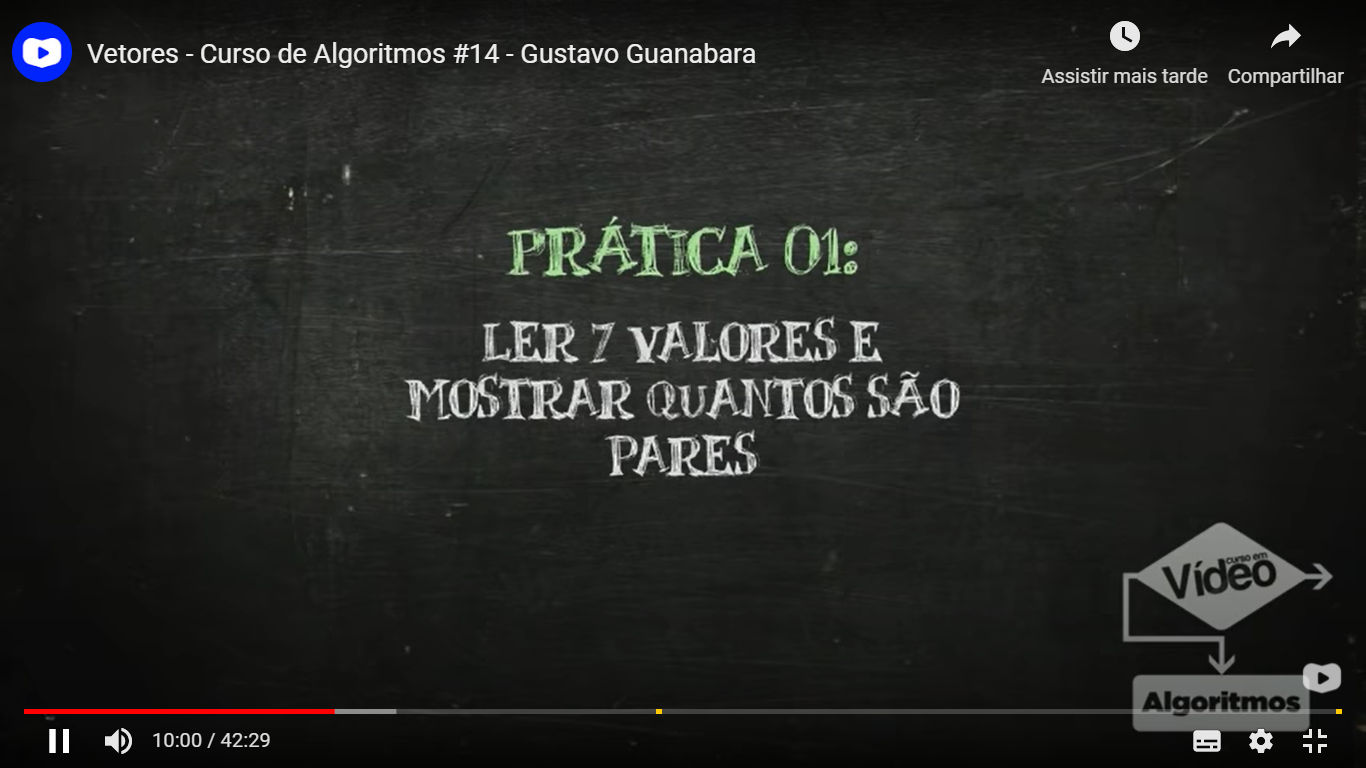 Vetores - Curso de Algoritmos #14 - Gustavo Guanabara
Assistir mais tarde
Compartilhar
PRÁTICA 01:
LER 7 VALORES E
MOSTRAR QUANTOS SÃO
PARES
curso em
Vídeo
Algoritmos
10:00 / 42:29